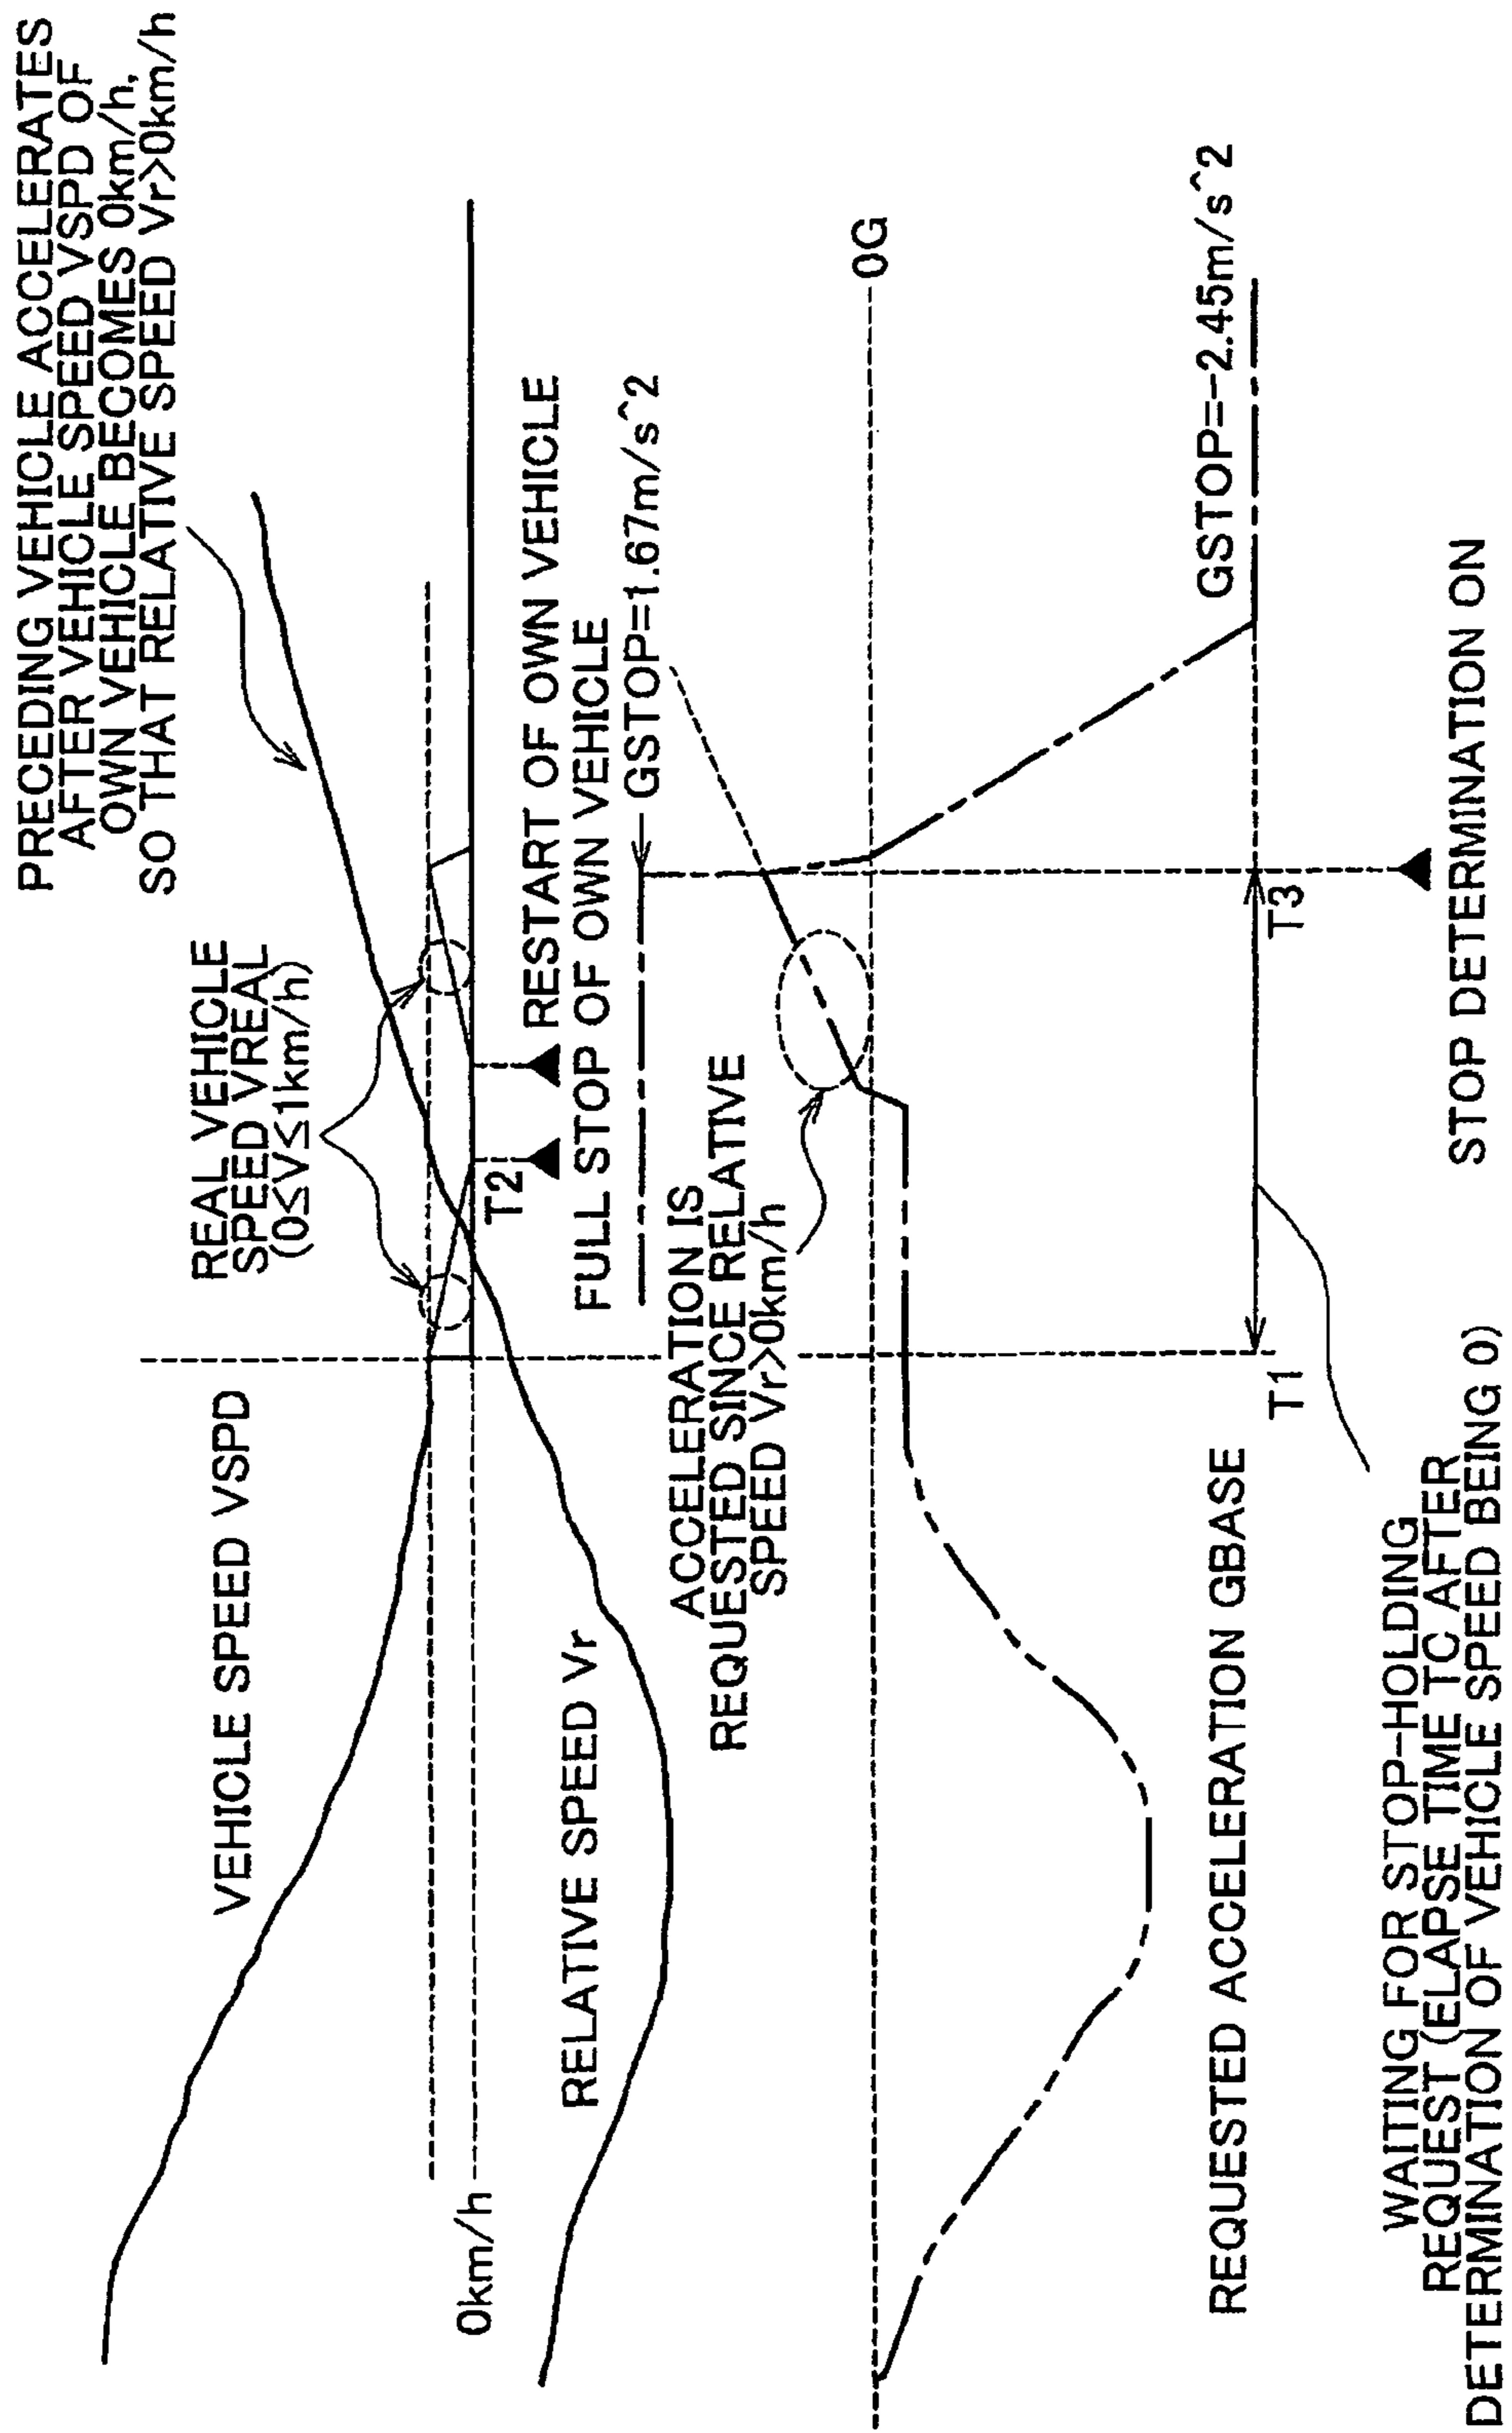 PRECEDING VEHICLE ACCELERATES
AFTER VEHICLE SPEED VSPD OF
OWN VEHICLE BECOMES 0km/h,
SO THAT RELATIVE SPEED Vr>0km/h
REAL VEHICLE
SPEED VREAL
(0≤V≤1km/h)
VEHICLE SPEED VSPD
0km/h
T2
RESTART OF OWN VEHICLE
FULL STOP OF OWN VEHICLE
RELATIVE SPEED Vr
GSTOP=1.67m/s^2
ACCELERATION IS
REQUESTED SINCE RELATIVE
SPEED Vr>0km/h
0G
GSTOP=-2.45m/s^2
REQUESTED ACCELERATION GBASE
T1
T3
WAITING FOR STOP-HOLDING
REQUEST (ELAPSE TIME TC AFTER
DETERMINATION OF VEHICLE SPEED BEING 0)
STOP DETERMINATION ON